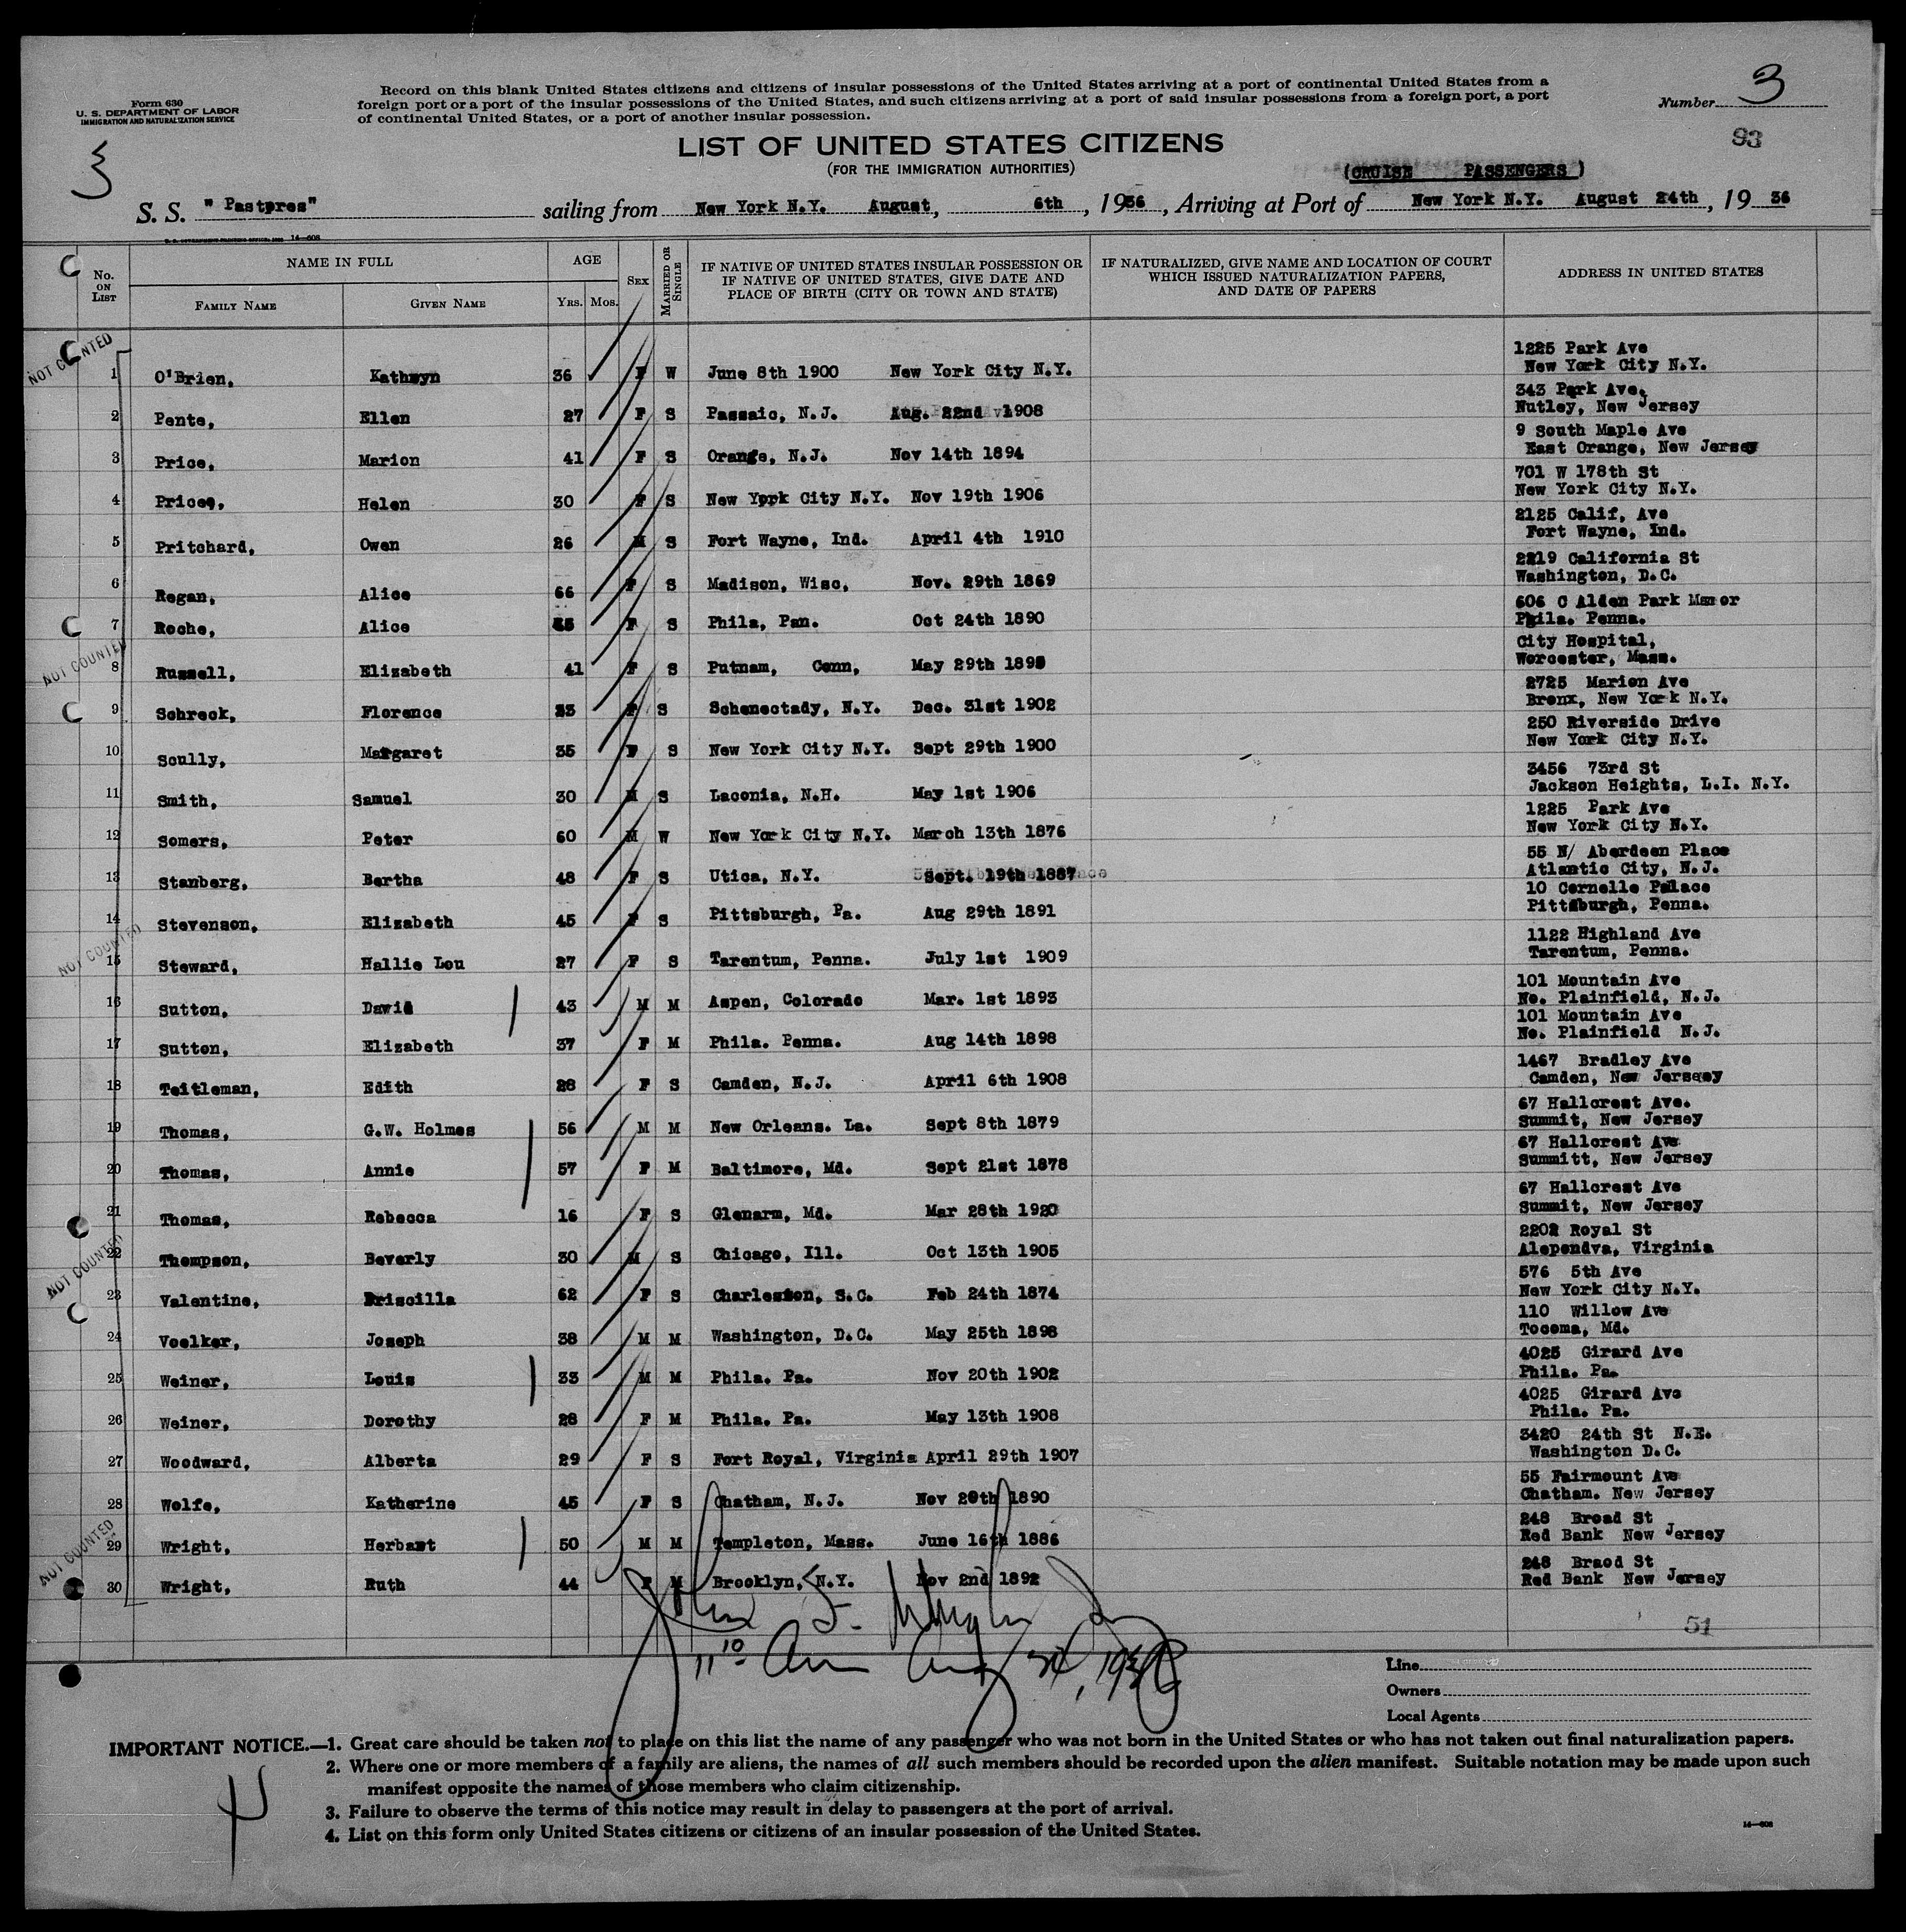 Form 630
U. S. DEPARTMENT OF LABOR
IMMIGRATION AND NATURALIZATION SERVICE
Record on this blank United States citizens and citizens of insular possessions of the United States arriving at a port of continental United States from a
foreign port or a port of the insular possessions of the United States, and such citizens arriving at a port of said insular possessions from a foreign port, a port
of continental United States, or a port of another insular possession.
Number 3
93
3
LIST OF UNITED STATES CITIZENS
(FOR THE IMMIGRATION AUTHORITIES)
(CRUISE PASSENGERS)
S. S. "Pastores" sailing from New York N.Y. August, 6th, 1936, Arriving at Port of New York N.Y. August 24th, 1936
14—608
No. ON LIST NAME IN FULL FAMILY NAME GIVEN NAME AGE YRS. MOS. SEX MARRIED OR SINGLE IF NATIVE OF UNITED STATES INSULAR POSSESSION OR IF NATIVE OF UNITED STATES, GIVE DATE AND PLACE OF BIRTH (CITY OR TOWN AND STATE) IF NATURALIZED, GIVE NAME AND LOCATION OF COURT WHICH ISSUED NATURALIZATION PAPERS, AND DATE OF PAPERS ADDRESS IN UNITED STATES
NOT COUNTED
1 O'Brien, Kathryn 36 F W June 8th 1900 New York City N.Y. 1225 Park Ave New York City N.Y.
2 Pente, Ellen 27 F S Passaic, N.J. Aug. 22nd 1908 343 Park Ave, Nutley, New Jersey
3 Price, Marion 41 F S Orange, N.J. Nov 14th 1894 9 South Maple Ave East Orange, New Jersey
4 Price, Helen 30 F S New York City N.Y. Nov 19th 1906 701 W 178th St New York City N.Y.
5 Pritchard, Owen 26 M S Fort Wayne, Ind. April 4th 1910 2125 Calif, Ave Fort Wayne, Ind.
6 Regan, Alice 66 F S Madison, Wisc, Nov. 29th 1869 2219 California St Washington, D.C.
7 Roche, Alice 45 F S Phila, Pan. Oct 24th 1890 606 C Alden Park Manor Phila. Penna.
NOT COUNTED
8 Russell, Elizabeth 41 F S Putnam, Conn, May 29th 1895 City Hospital, Worcester, Mass.
9 Schreck, Florence 33 F S Schenectady, N.Y. Dec. 31st 1902 2725 Marion Ave Bronx, New York N.Y.
10 Scully, Margaret 35 F S New York City N.Y. Sept 29th 1900 250 Riverside Drive New York City N.Y.
11 Smith, Samuel 30 M S Laconia, N.H. May 1st 1906 3456 73rd St Jackson Heights, L.I. N.Y.
12 Somers, Peter 60 M W New York City N.Y. March 13th 1876 1225 Park Ave New York City N.Y.
13 Stanberg, Bertha 48 F S Utica, N.Y. Sept. 19th 1887 55 N/ Aberdeen Place Atlantic City, N.J.
14 Stevenson, Elizabeth 45 F S Pittsburgh, Pa. Aug 29th 1891 10 Cornelle Palace Pittsburgh, Penna.
NOT COUNTED
15 Steward, Hallie Lou 27 F S Tarentum, Penna. July 1st 1909 1122 Highland Ave Tarentum, Penna.
16 Sutton, David 43 M M Aspen, Colorado Mar. 1st 1893 101 Mountain Ave No. Plainfield, N.J.
17 Sutton, Elizabeth 37 F M Phila. Penna. Aug 14th 1898 101 Mountain Ave No. Plainfield N.J.
18 Teitleman, Edith 28 F S Camden, N.J. April 6th 1908 1467 Bradley Ave Camden, New Jersey
19 Thomas, G.W. Holmes 56 M M New Orleans. La. Sept 8th 1879 67 Hallcrest Ave. Summit, New Jersey
20 Thomas, Annie 57 F M Baltimore, Md. Sept 21st 1878 67 Hallcrest Ave Summitt, New Jersey
21 Thomas, Rebecca 16 F S Glenarm, Md. Mar 28th 1920 67 Hallcrest Ave Summit, New Jersey
NOT COUNTED
22 Thompson, Beverly 30 M S Chicago, Ill. Oct 13th 1905 2202 Royal St Alependva, Virginia
23 Valentine, Priscilla 62 F S Charleston, S.C. Feb 24th 1874 576 5th Ave New York City N.Y.
24 Voelker, Joseph 38 M M Washington, D.C. May 25th 1898 110 Willow Ave Tocoma, Md.
25 Weiner, Louis 33 M M Phila. Pa. Nov 20th 1902 4025 Girard Ave Phila. Pa.
26 Weiner, Dorothy 28 F M Phila. Pa. May 13th 1908 4025 Girard Ave Phila. Pa.
27 Woodward, Alberta 29 F S Fort Royal, Virginia April 29th 1907 3420 24th St N.E. Washington D.C.
28 Wolfe, Katherine 45 F S Chatham, N.J. Nov 20th 1890 55 Fairmount Ave Chatham. New Jersey
NOT COUNTED
29 Wright, Herbert 50 M M Templeton, Mass. June 16th 1886 248 Broad St Red Bank New Jersey
30 Wright, Ruth 44 F M Brooklyn, N.Y. Nov 2nd 1892 248 Braod St Red Bank New Jersey
51
11 10 Am Aug 24, 1936
Line
Owners
Local Agents
IMPORTANT NOTICE.—1. Great care should be taken not to place on this list the name of any passenger who was not born in the United States or who has not taken out final naturalization papers.
2. Where one or more members of a family are aliens, the names of all such members should be recorded upon the alien manifest. Suitable notation may be made upon such
manifest opposite the names of those members who claim citizenship.
3. Failure to observe the terms of this notice may result in delay to passengers at the port of arrival.
4. List on this form only United States citizens or citizens of an insular possession of the United States.
14—608
4